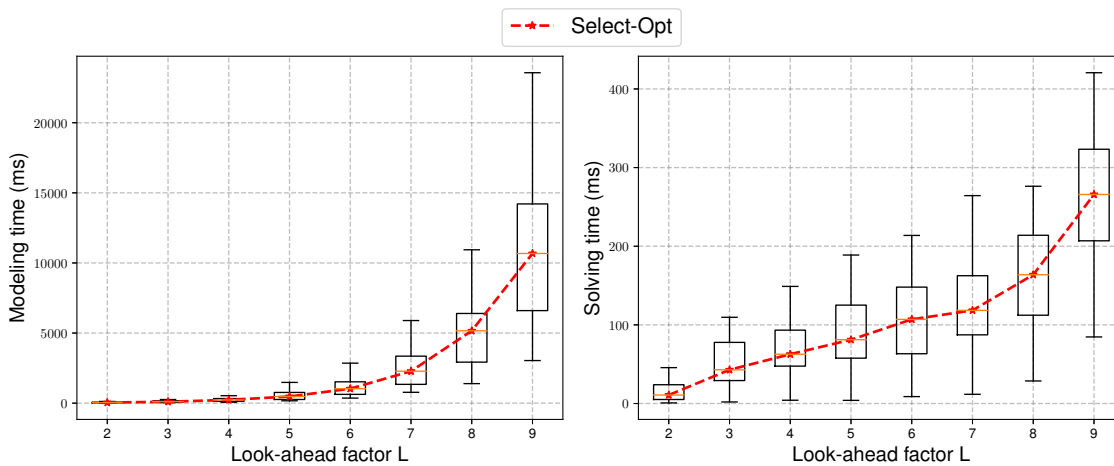 Select-Opt
Modeling time (ms)
20000
15000
10000
5000
0
2 3 4 5 6 7 8 9
Look-ahead factor L
Solving time (ms)
400
300
200
100
0
2 3 4 5 6 7 8 9
Look-ahead factor L